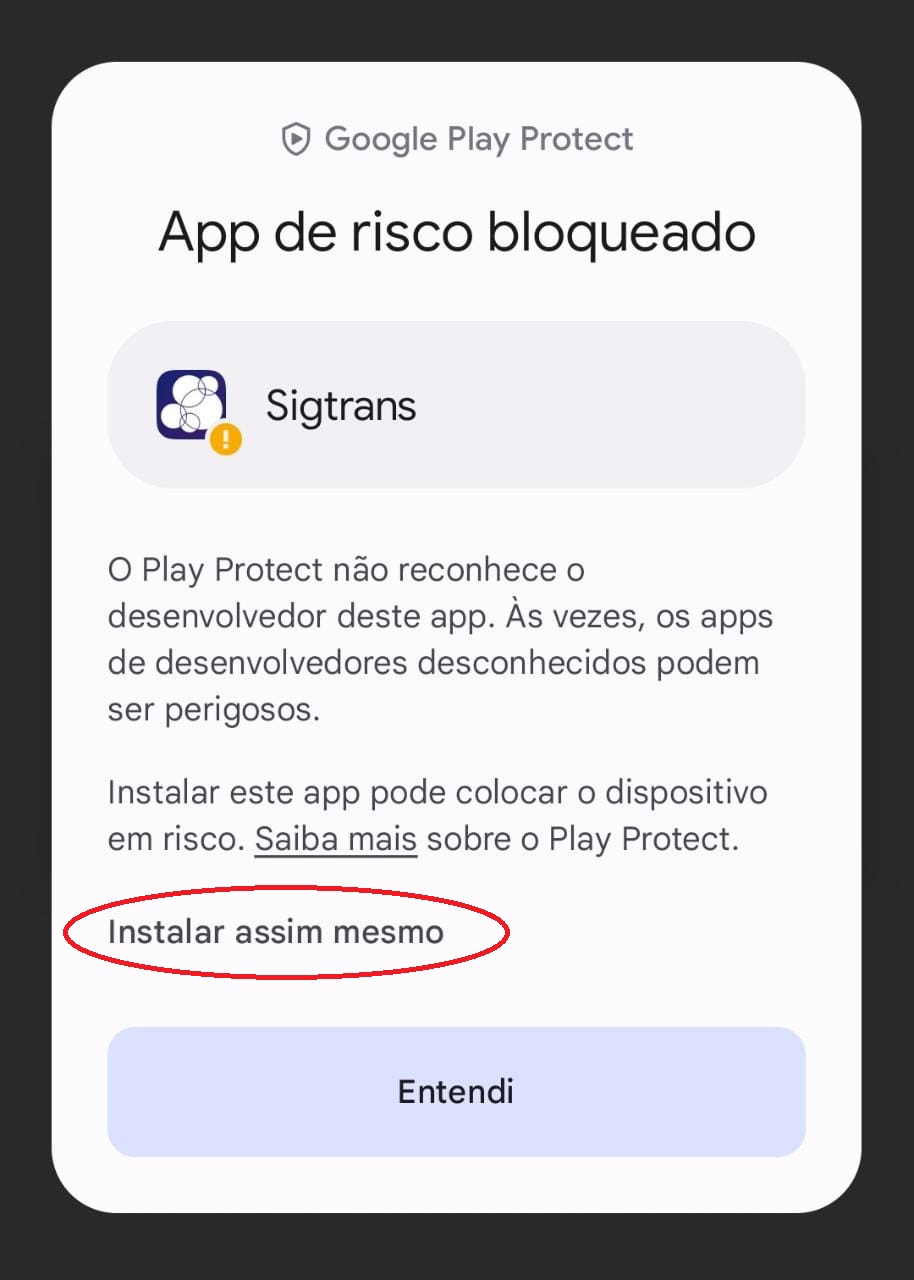 Google Play Protect
App de risco bloqueado
Sigtrans
O Play Protect não reconhece o
desenvolvedor deste app. Às vezes, os apps
de desenvolvedores desconhecidos podem
ser perigosos.
Instalar este app pode colocar o dispositivo
em risco. Saiba mais sobre o Play Protect.
Instalar assim mesmo
Entendi